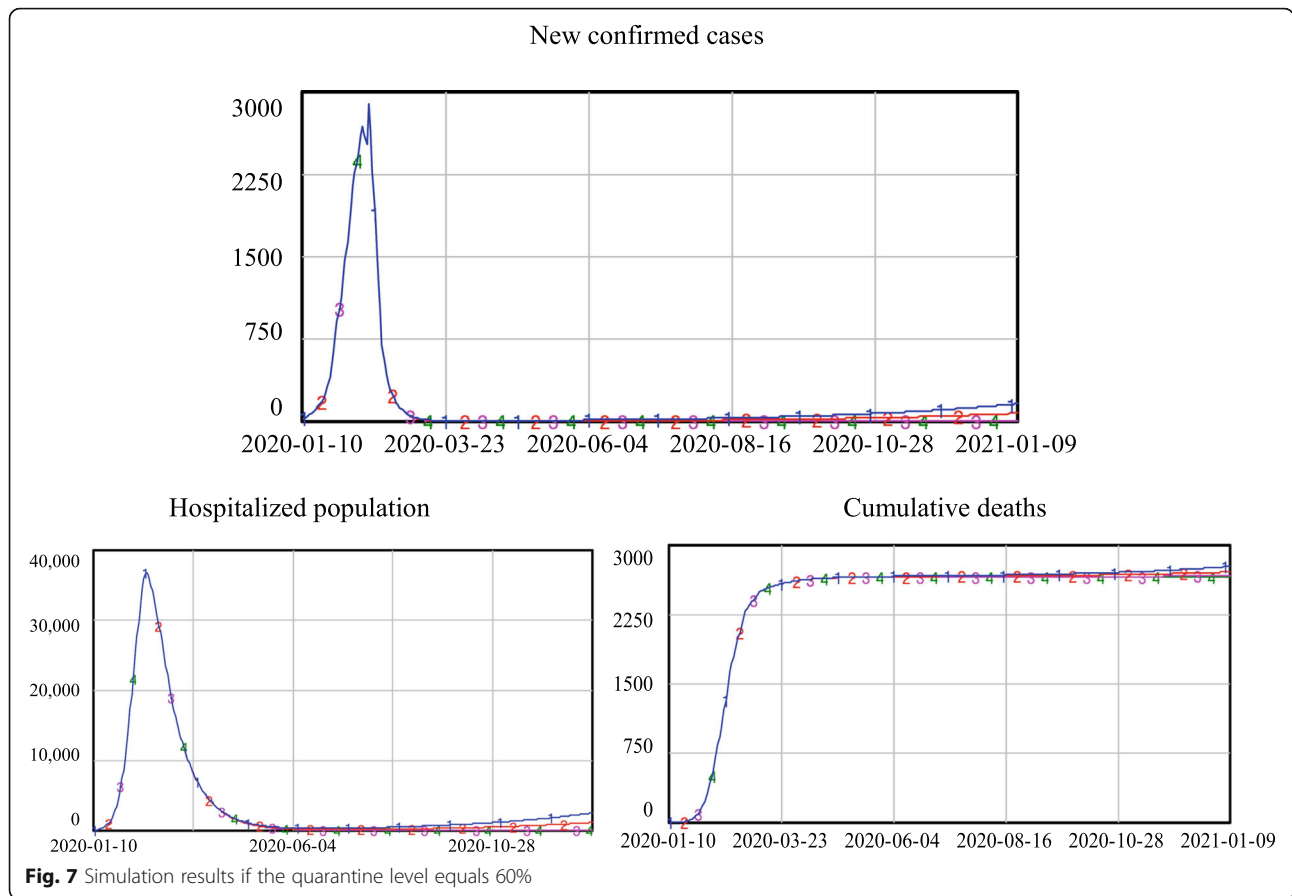 New confirmed cases
3000
2250
1500
750
0
2020-01-10 2020-03-23 2020-06-04 2020-08-16 2020-10-28 2021-01-09
Hospitalized population
40,000
30,000
20,000
10,000
0
2020-01-10 2020-06-04 2020-10-28
Cumulative deaths
3000
2250
1500
750
0
2020-01-10 2020-03-23 2020-06-04 2020-08-16 2020-10-28 2021-01-09
Fig. 7 Simulation results if the quarantine level equals 60%